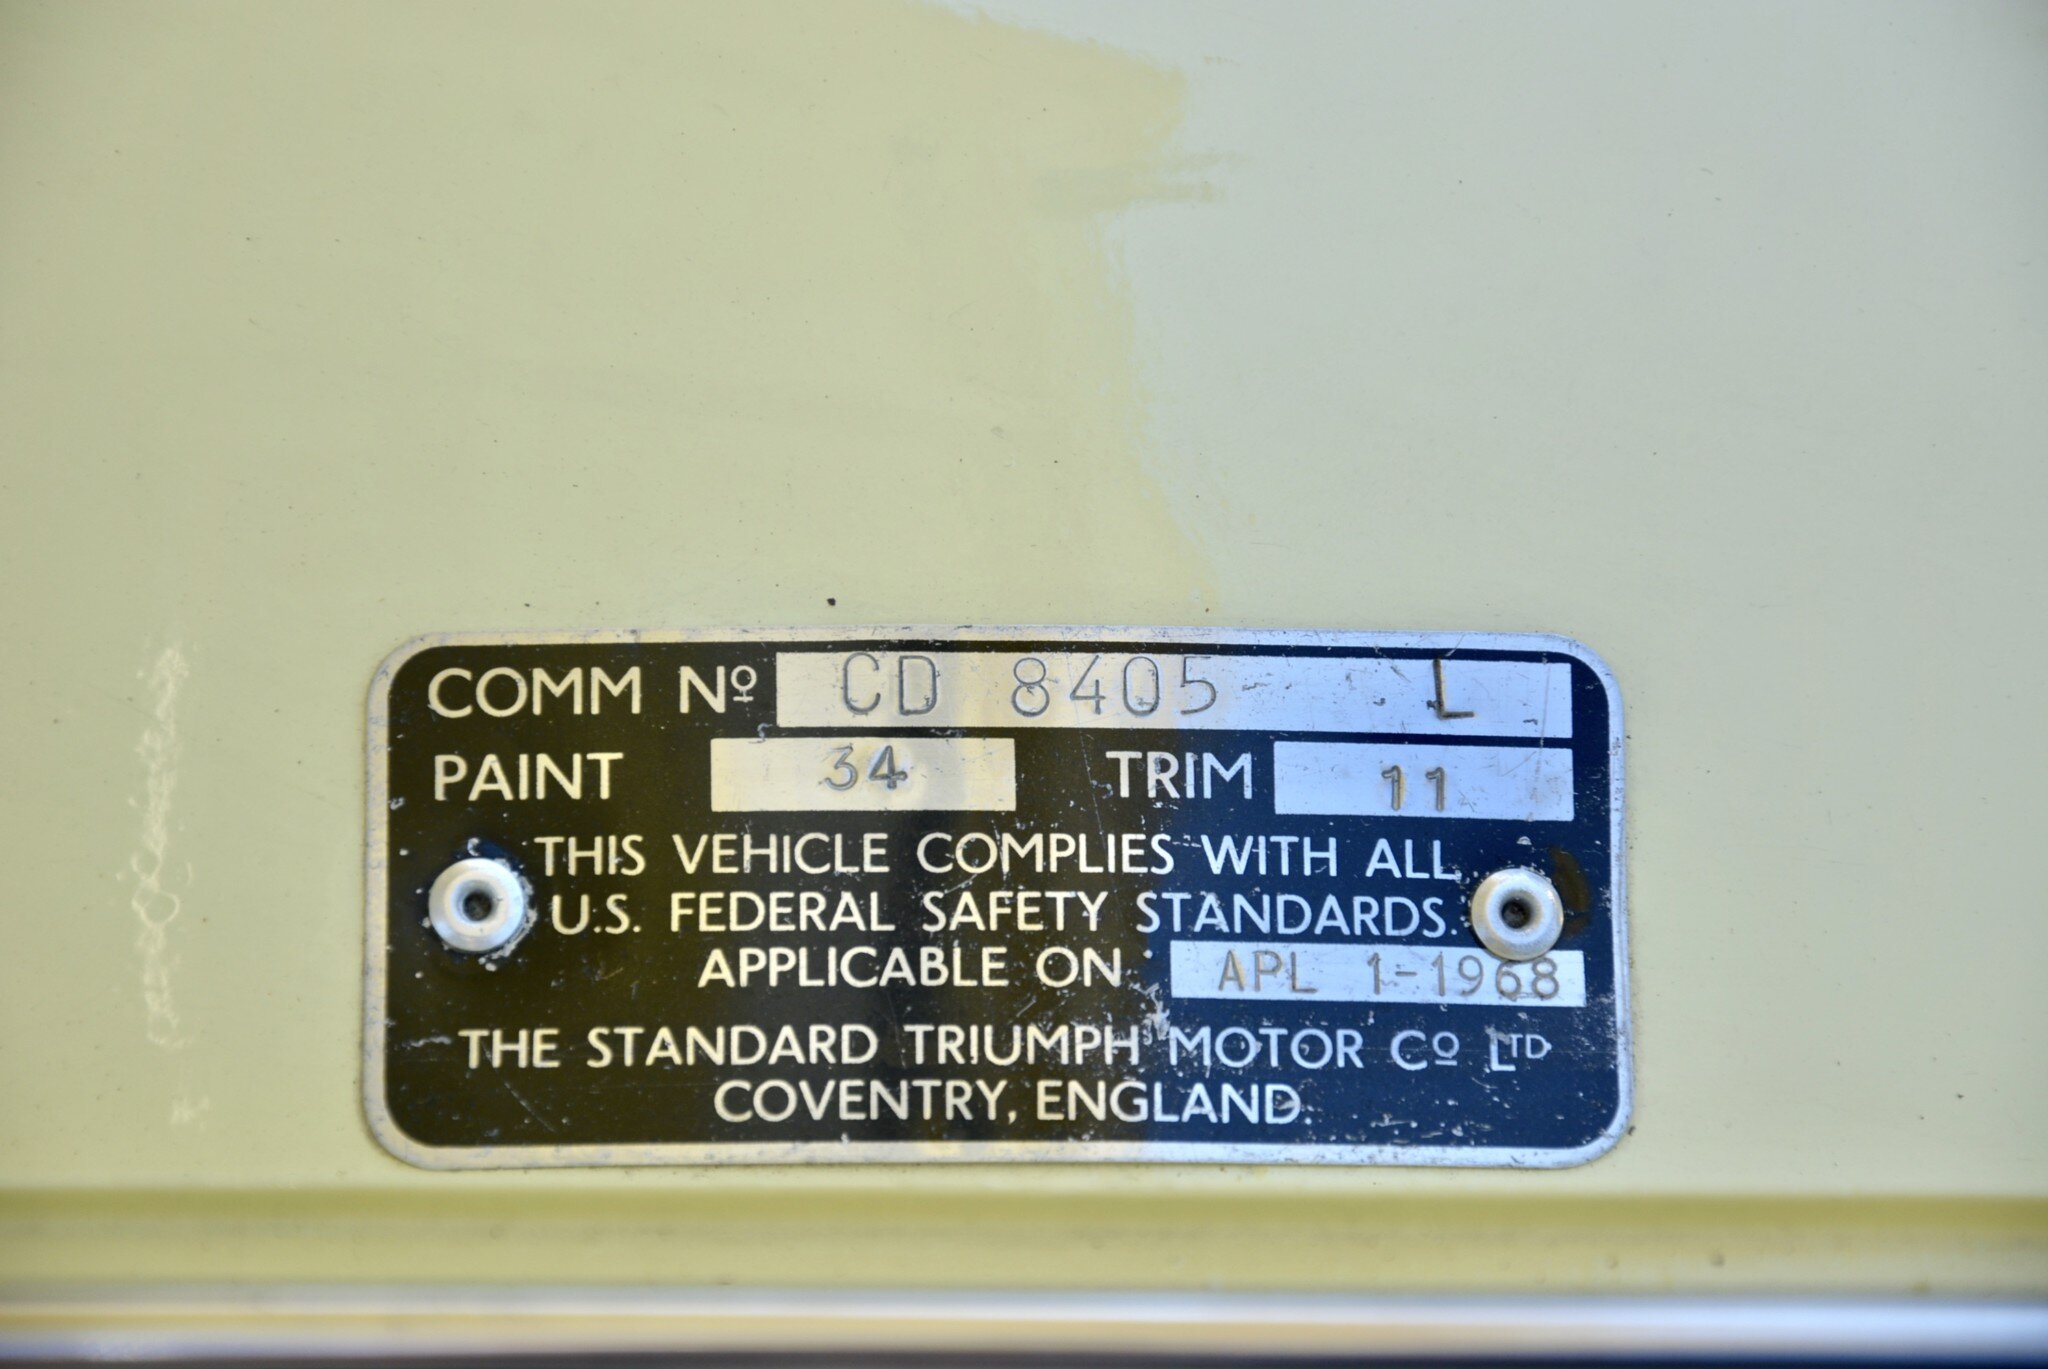 COMM Nº CD 8405 L
PAINT 34 TRIM 11
THIS VEHICLE COMPLIES WITH ALL
U.S. FEDERAL SAFETY STANDARDS.
APPLICABLE ON APL 1-1968
THE STANDARD TRIUMPH MOTOR Cº LTD
COVENTRY, ENGLAND